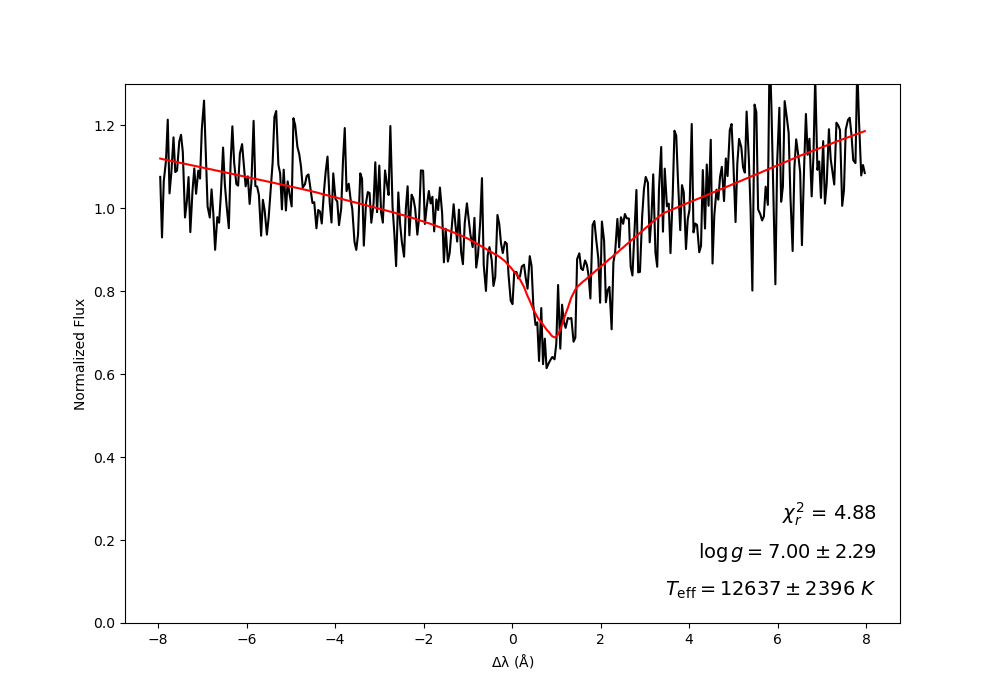 1.2
1.0
0.8
0.6
0.4
0.2
0.0
Normalized Flux
χ²ᵣ = 4.88
log g = 7.00 ± 2.29
T_eff = 12637 ± 2396 K
−8 −6 −4 −2 0 2 4 6 8
Δλ (Å)